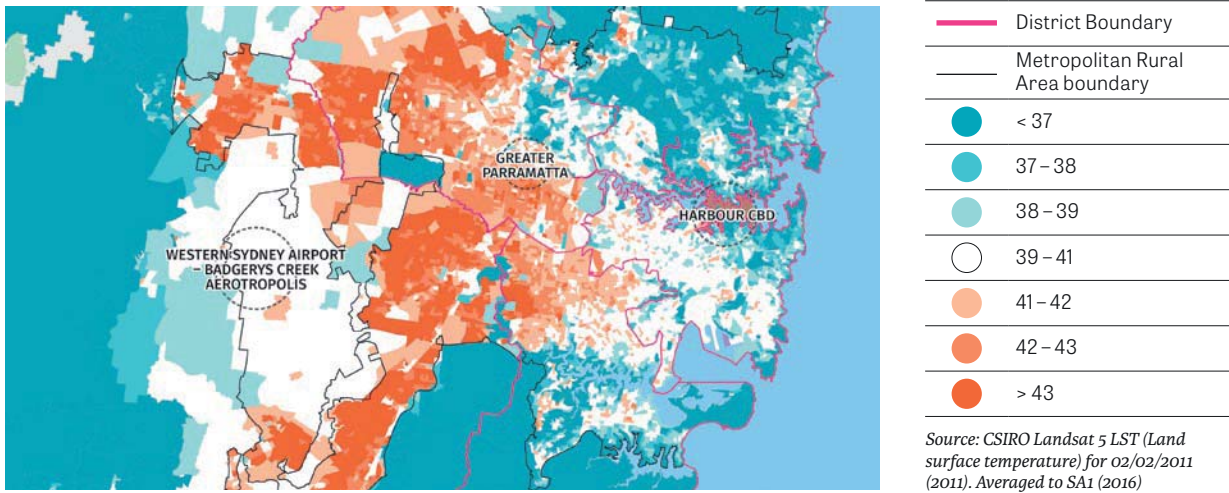 GREATER
PARRAMATTA
HARBOUR CBD
WESTERN SYDNEY AIRPORT
– BADGERYS CREEK
AEROTROPOLIS
District Boundary
Metropolitan Rural
Area boundary
< 37
37 – 38
38 – 39
39 – 41
41 – 42
42 – 43
> 43
Source: CSIRO Landsat 5 LST (Land
surface temperature) for 02/02/2011
(2011). Averaged to SA1 (2016)